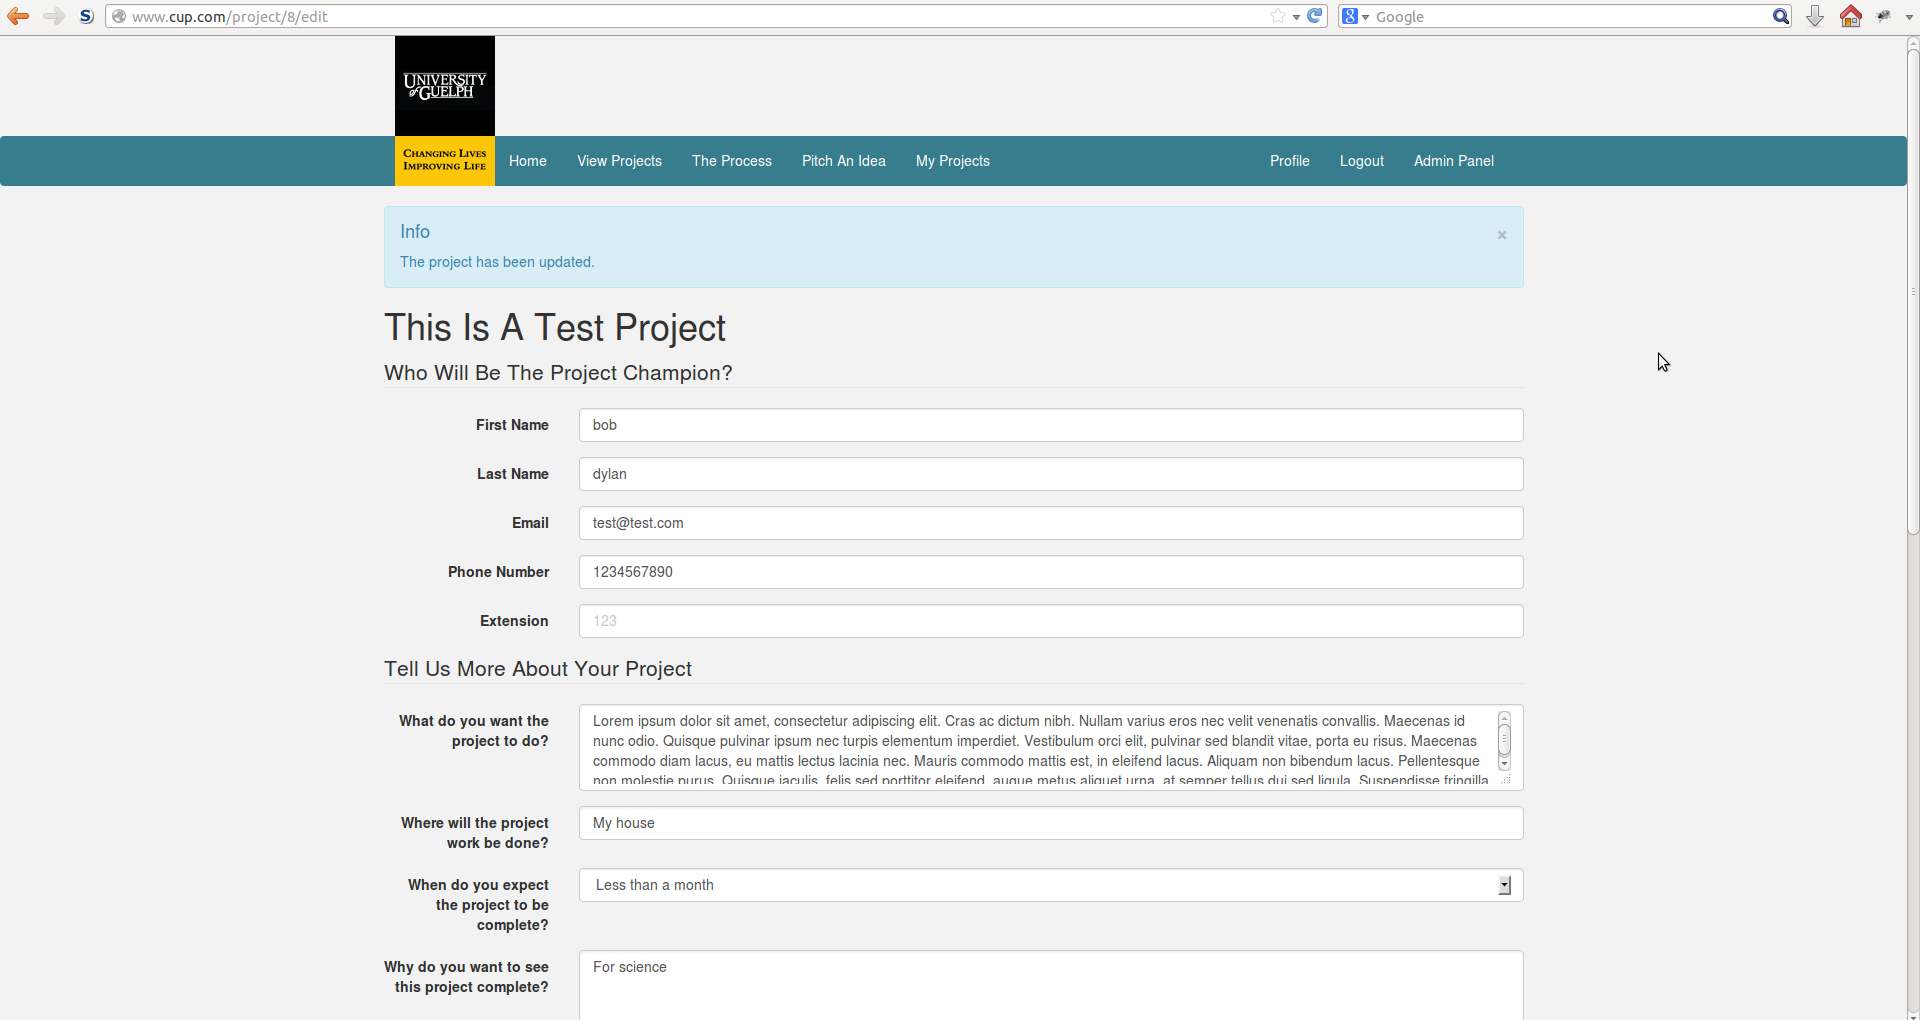 www.cup.com/project/8/edit
Google
UNIVERSITY
of GUELPH
CHANGING LIVES
IMPROVING LIFE
Home View Projects The Process Pitch An Idea My Projects Profile Logout Admin Panel
Info
×
The project has been updated.
This Is A Test Project
Who Will Be The Project Champion?
First Name bob
Last Name dylan
Email test@test.com
Phone Number 1234567890
Extension 123
Tell Us More About Your Project
What do you want the
project to do?
Lorem ipsum dolor sit amet, consectetur adipiscing elit. Cras ac dictum nibh. Nullam varius eros nec velit venenatis convallis. Maecenas id
nunc odio. Quisque pulvinar ipsum nec turpis elementum imperdiet. Vestibulum orci elit, pulvinar sed blandit vitae, porta eu risus. Maecenas
commodo diam lacus, eu mattis lectus lacinia nec. Mauris commodo mattis est, in eleifend lacus. Aliquam non bibendum lacus. Pellentesque
non molestie purus. Quisque iaculis, felis sed porttitor eleifend, augue metus aliquet urna, at semper tellus dui sed ligula. Suspendisse fringilla
Where will the project
work be done?
My house
When do you expect
the project to be
complete?
Less than a month
Why do you want to see
this project complete?
For science